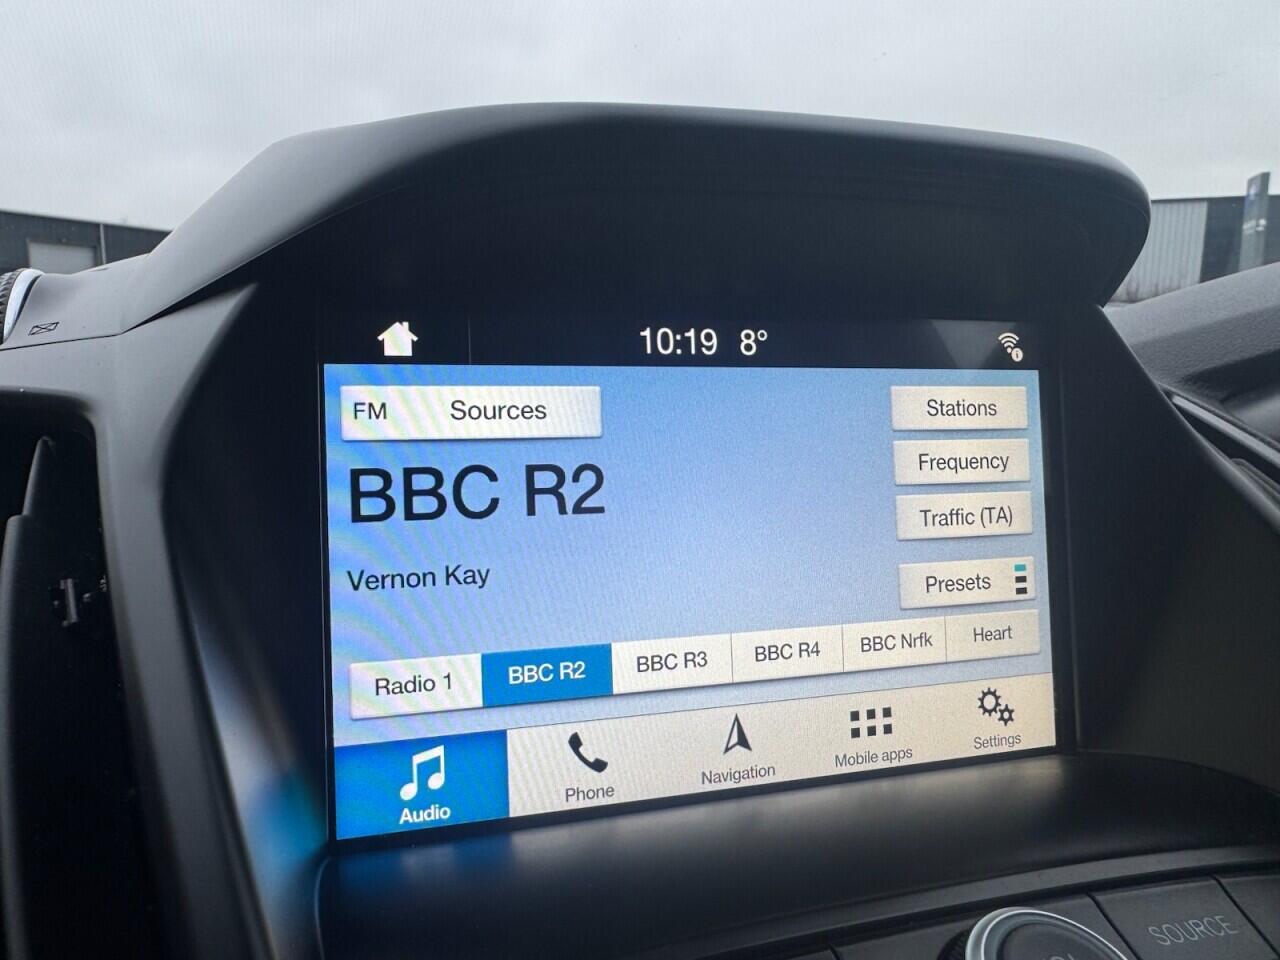 10:19 8°
FM Sources
Stations
BBC R2
Frequency
Traffic (TA)
Vernon Kay
Presets
Radio 1
BBC R2
BBC R3
BBC R4
BBC Nrfk
Heart
Audio
Phone
Navigation
Mobile apps
Settings
SOURCE